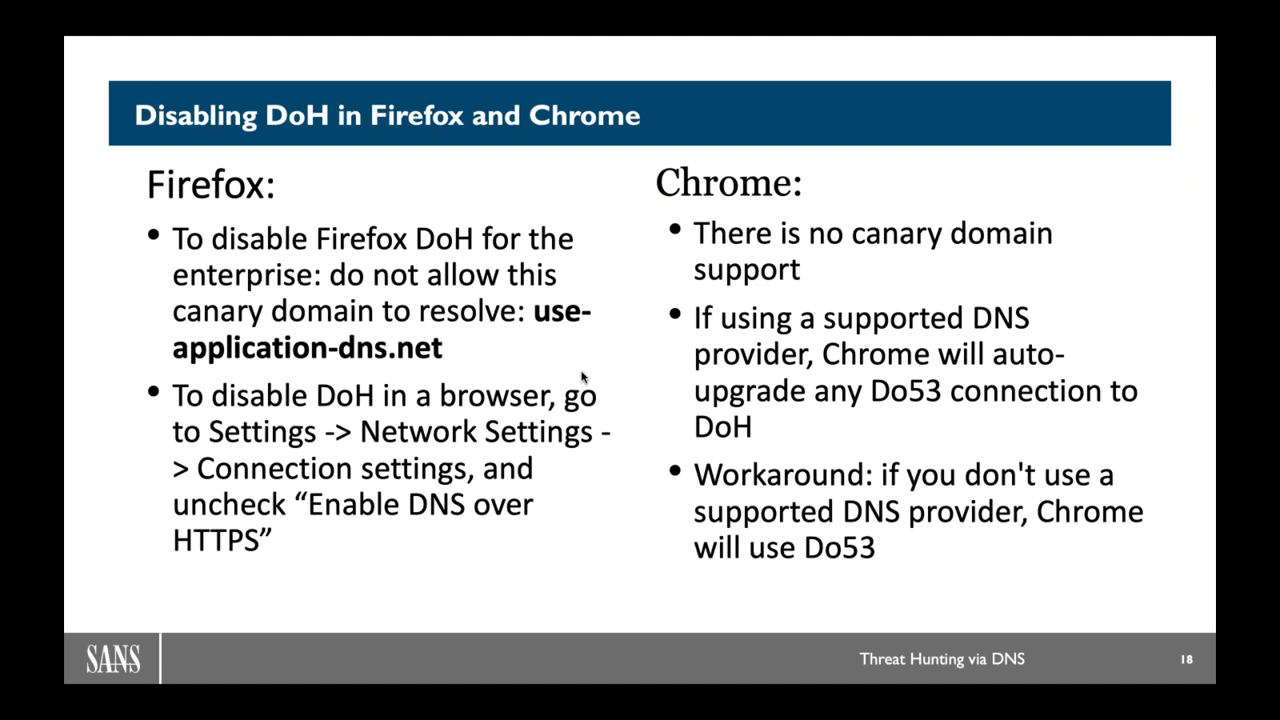 Disabling DoH in Firefox and Chrome
Firefox:
• To disable Firefox DoH for the
enterprise: do not allow this
canary domain to resolve: use-
application-dns.net
• To disable DoH in a browser, go
to Settings -> Network Settings -
> Connection settings, and
uncheck “Enable DNS over
HTTPS”
Chrome:
• There is no canary domain
support
• If using a supported DNS
provider, Chrome will auto-
upgrade any Do53 connection to
DoH
• Workaround: if you don't use a
supported DNS provider, Chrome
will use Do53
SANS
Threat Hunting via DNS
18